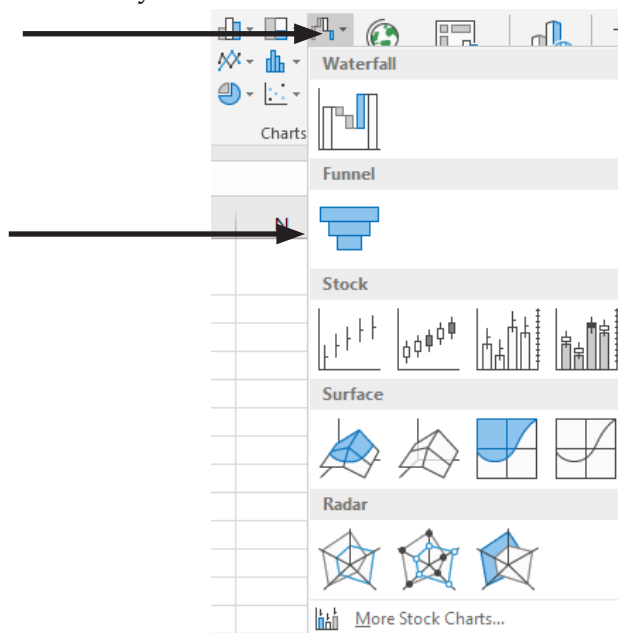 Charts
Waterfall
Funnel
N
Stock
Surface
Radar
More Stock Charts...